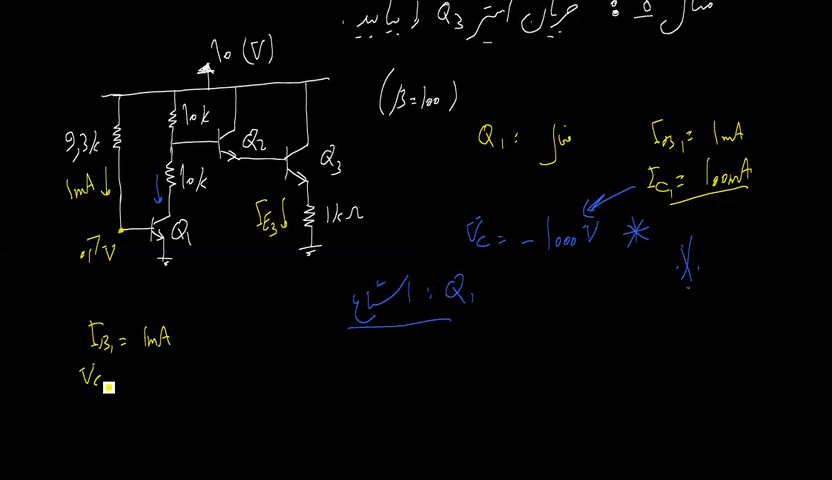 مثال ۵ : جریان امیتر Q3 را بیابید.
10 (V)
(β=100)
10k
9,3k
Q2
Q1 : فعال
IB1 = 1mA
Q3
1mA ↓
10k
IC1 = 100mA
IE3 ↓
1kΩ
0.7V
Q1
VC = -1000V *
اشباع : Q1
IB1 = 1mA
VC